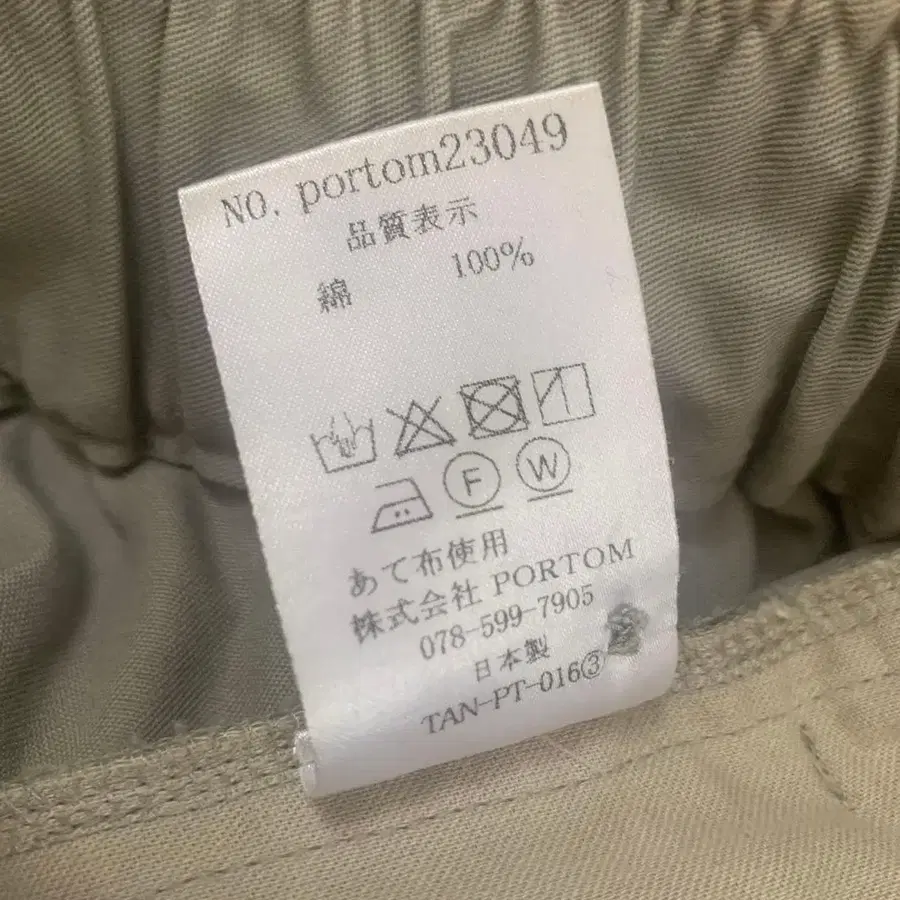 NO. portom23049
品質表示
綿 100%
F W
あて布使用
株式会社 PORTOM
078-599-7905
日本製
TAN-PT-016③